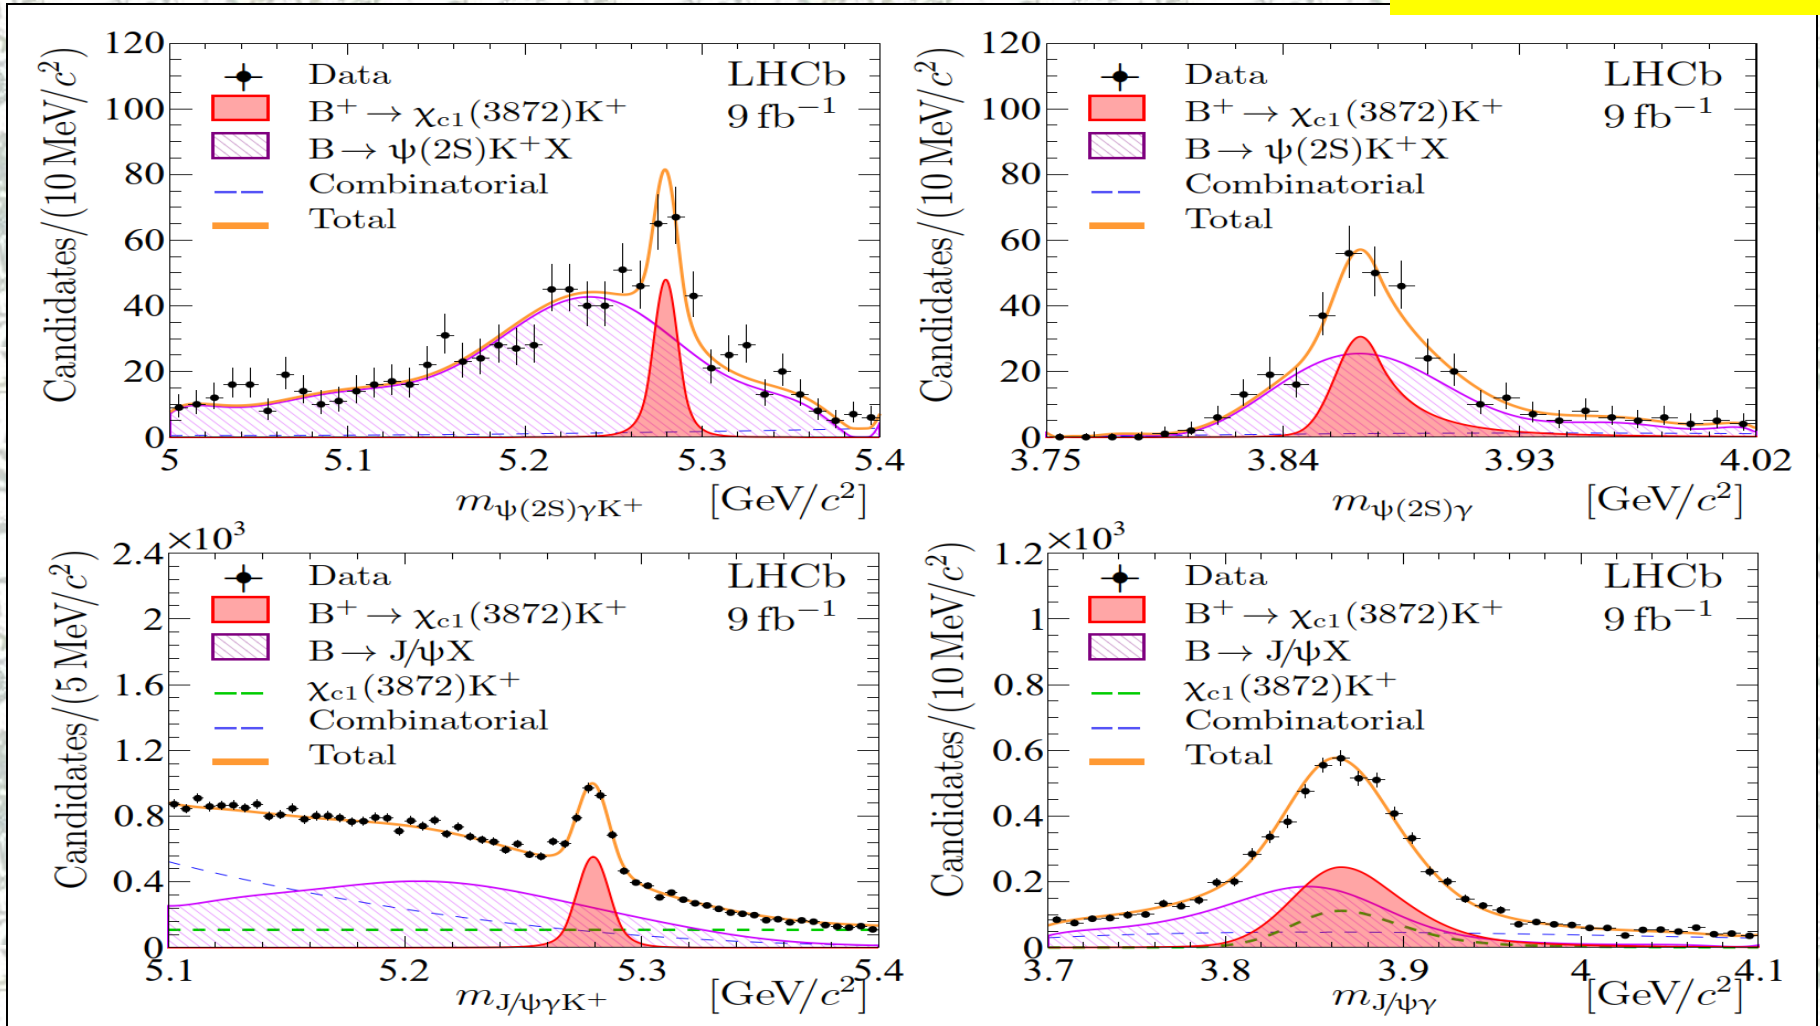 120
100
80
60
40
20
0
Candidates/(10 MeV/c²)
Data
B⁺ → χc1(3872)K⁺
B → ψ(2S)K⁺X
Combinatorial
Total
LHCb
9 fb⁻¹
5 5.1 5.2 5.3 5.4
mψ(2S)γK⁺ [GeV/c²]
120
100
80
60
40
20
0
Candidates/(10 MeV/c²)
Data
B⁺ → χc1(3872)K⁺
B → ψ(2S)K⁺X
Combinatorial
Total
LHCb
9 fb⁻¹
3.75 3.84 3.93 4.02
mψ(2S)γ [GeV/c²]
×10³
2.4
2
1.6
1.2
0.8
0.4
0
Candidates/(5 MeV/c²)
Data
B⁺ → χc1(3872)K⁺
B → J/ψX
χc1(3872)K⁺
Combinatorial
Total
LHCb
9 fb⁻¹
5.1 5.2 5.3 5.4
mJ/ψγK⁺ [GeV/c²]
×10³
1.2
1
0.8
0.6
0.4
0.2
0
Candidates/(10 MeV/c²)
Data
B⁺ → χc1(3872)K⁺
B → J/ψX
χc1(3872)K⁺
Combinatorial
Total
LHCb
9 fb⁻¹
3.7 3.8 3.9 4 4.1
mJ/ψγ [GeV/c²]